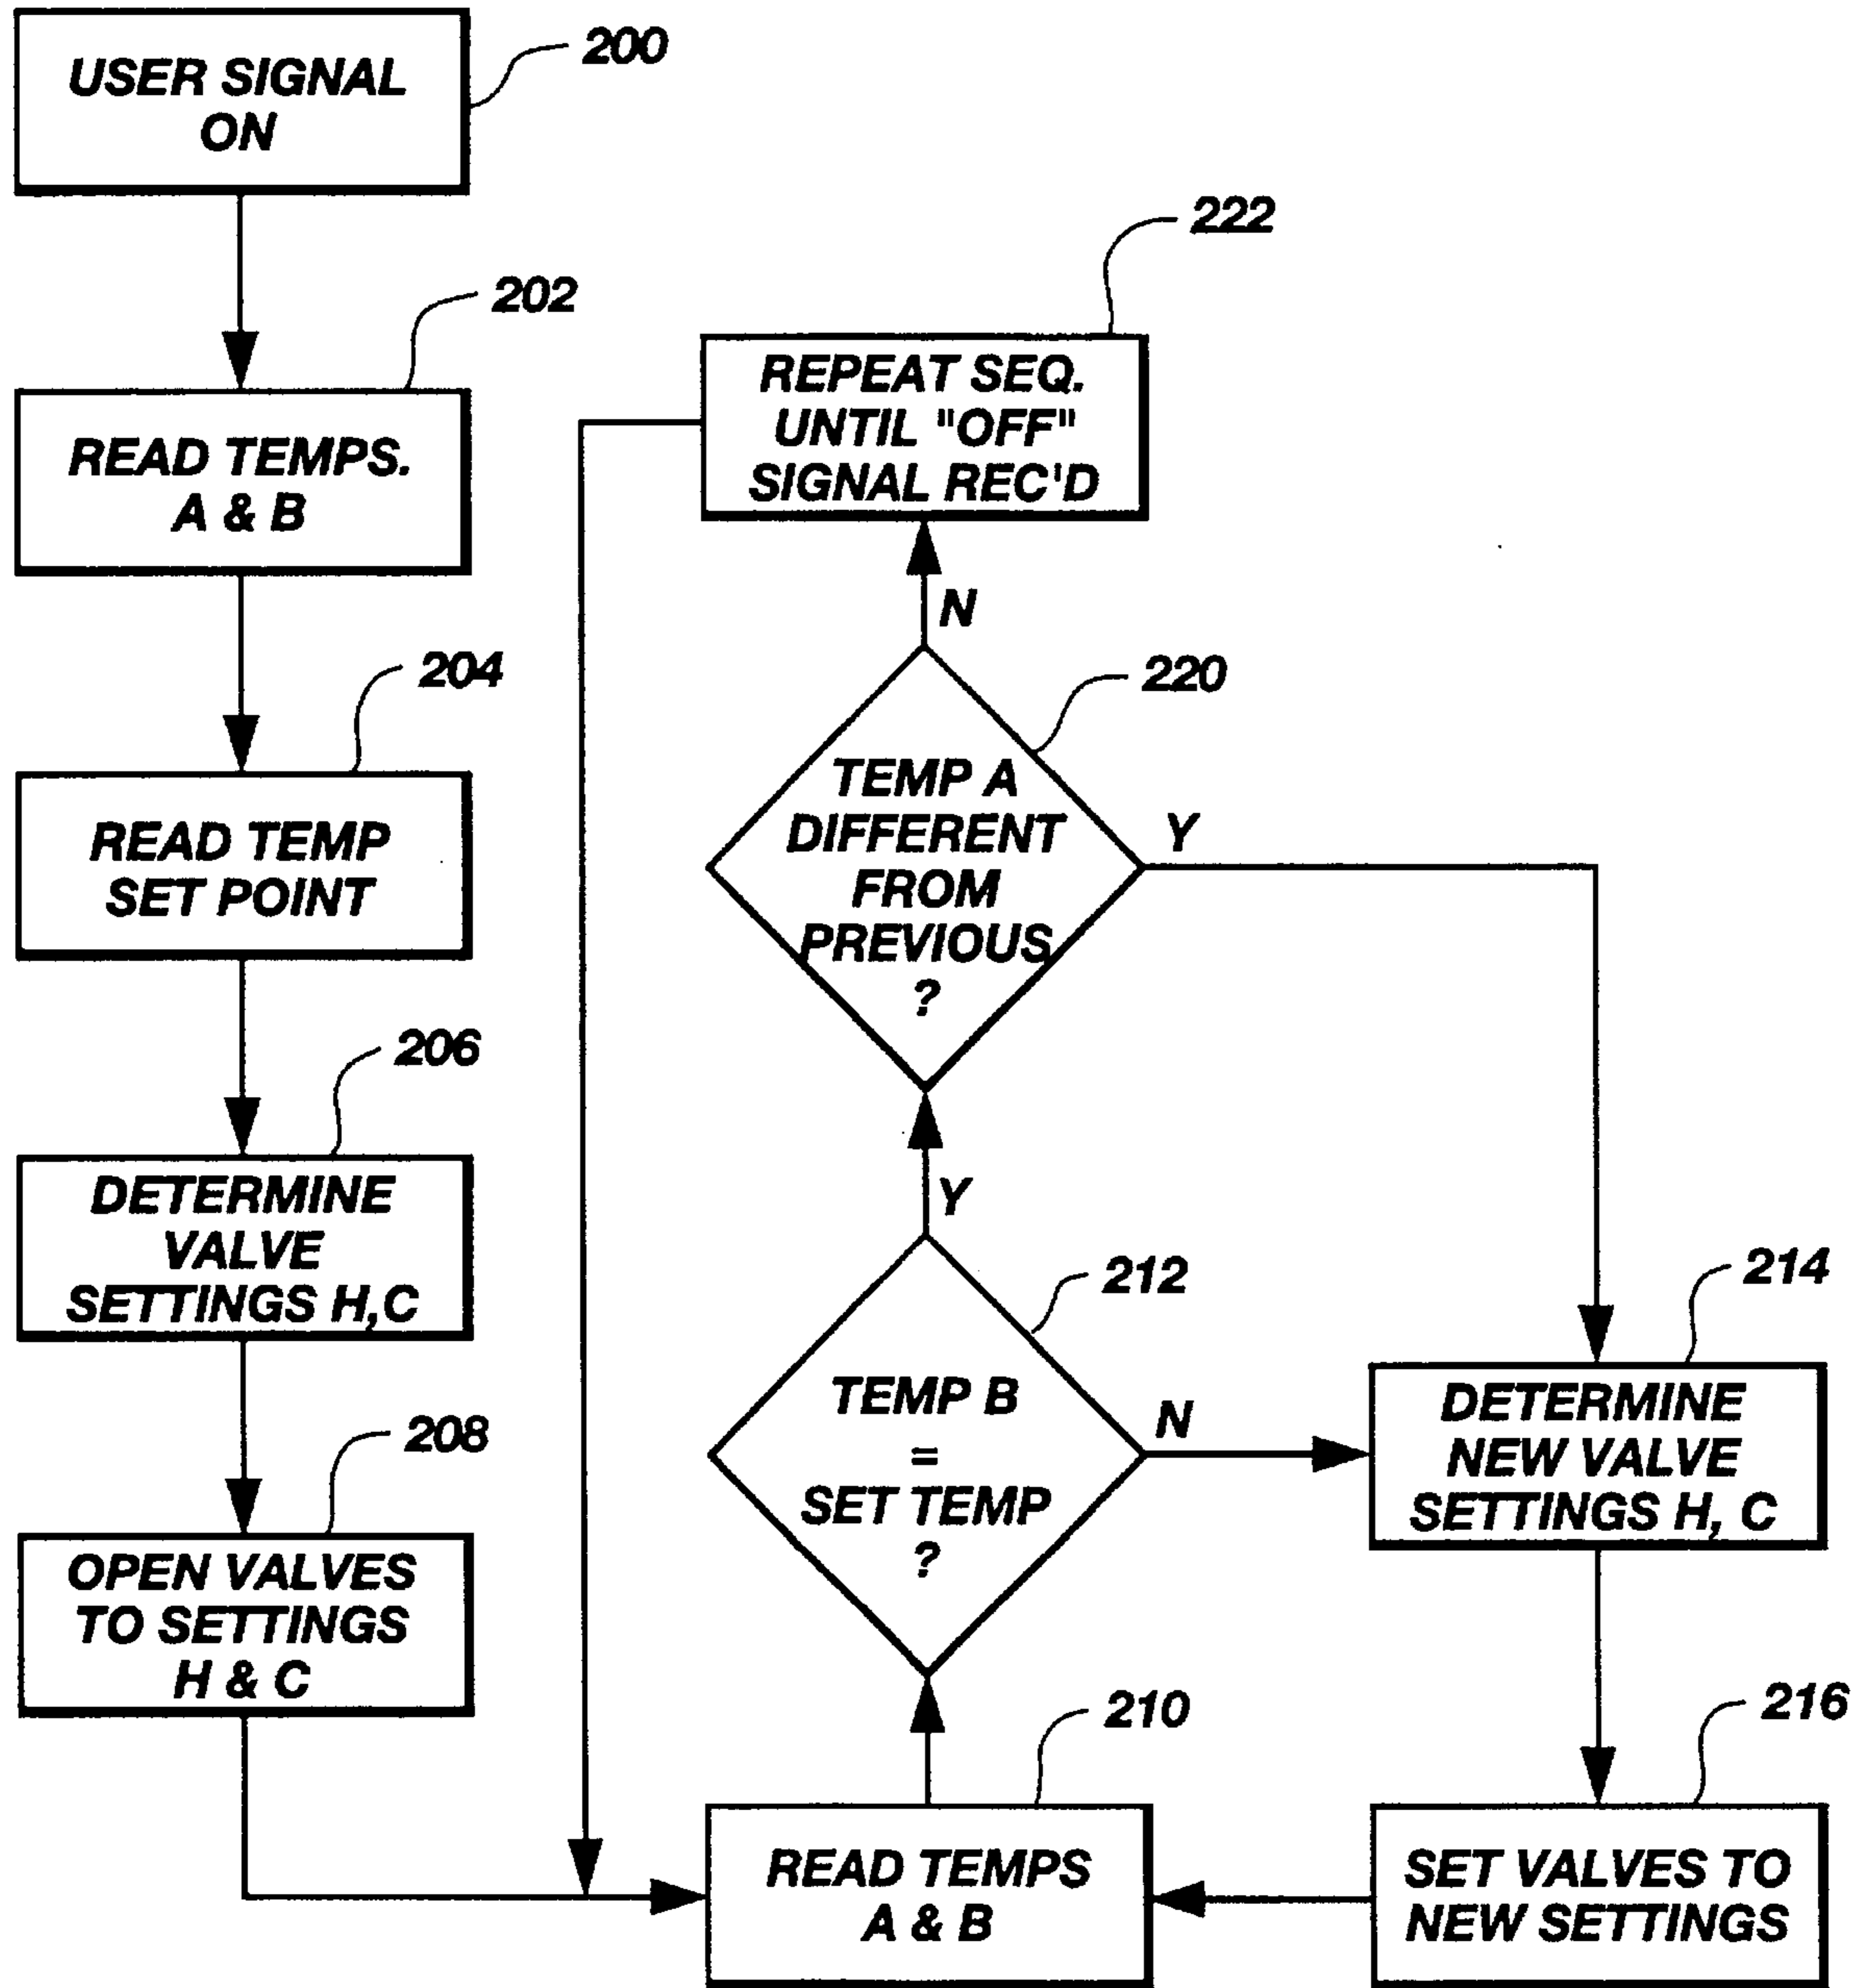 USER SIGNAL
ON
200
READ TEMPS.
A & B
202
READ TEMP
SET POINT
204
DETERMINE
VALVE
SETTINGS H,C
206
OPEN VALVES
TO SETTINGS
H & C
208
REPEAT SEQ.
UNTIL "OFF"
SIGNAL REC'D
222
N
TEMP A
DIFFERENT
FROM
PREVIOUS
?
220
Y
Y
TEMP B
=
SET TEMP
?
212
N
READ TEMPS
A & B
210
DETERMINE
NEW VALVE
SETTINGS H, C
214
SET VALVES TO
NEW SETTINGS
216